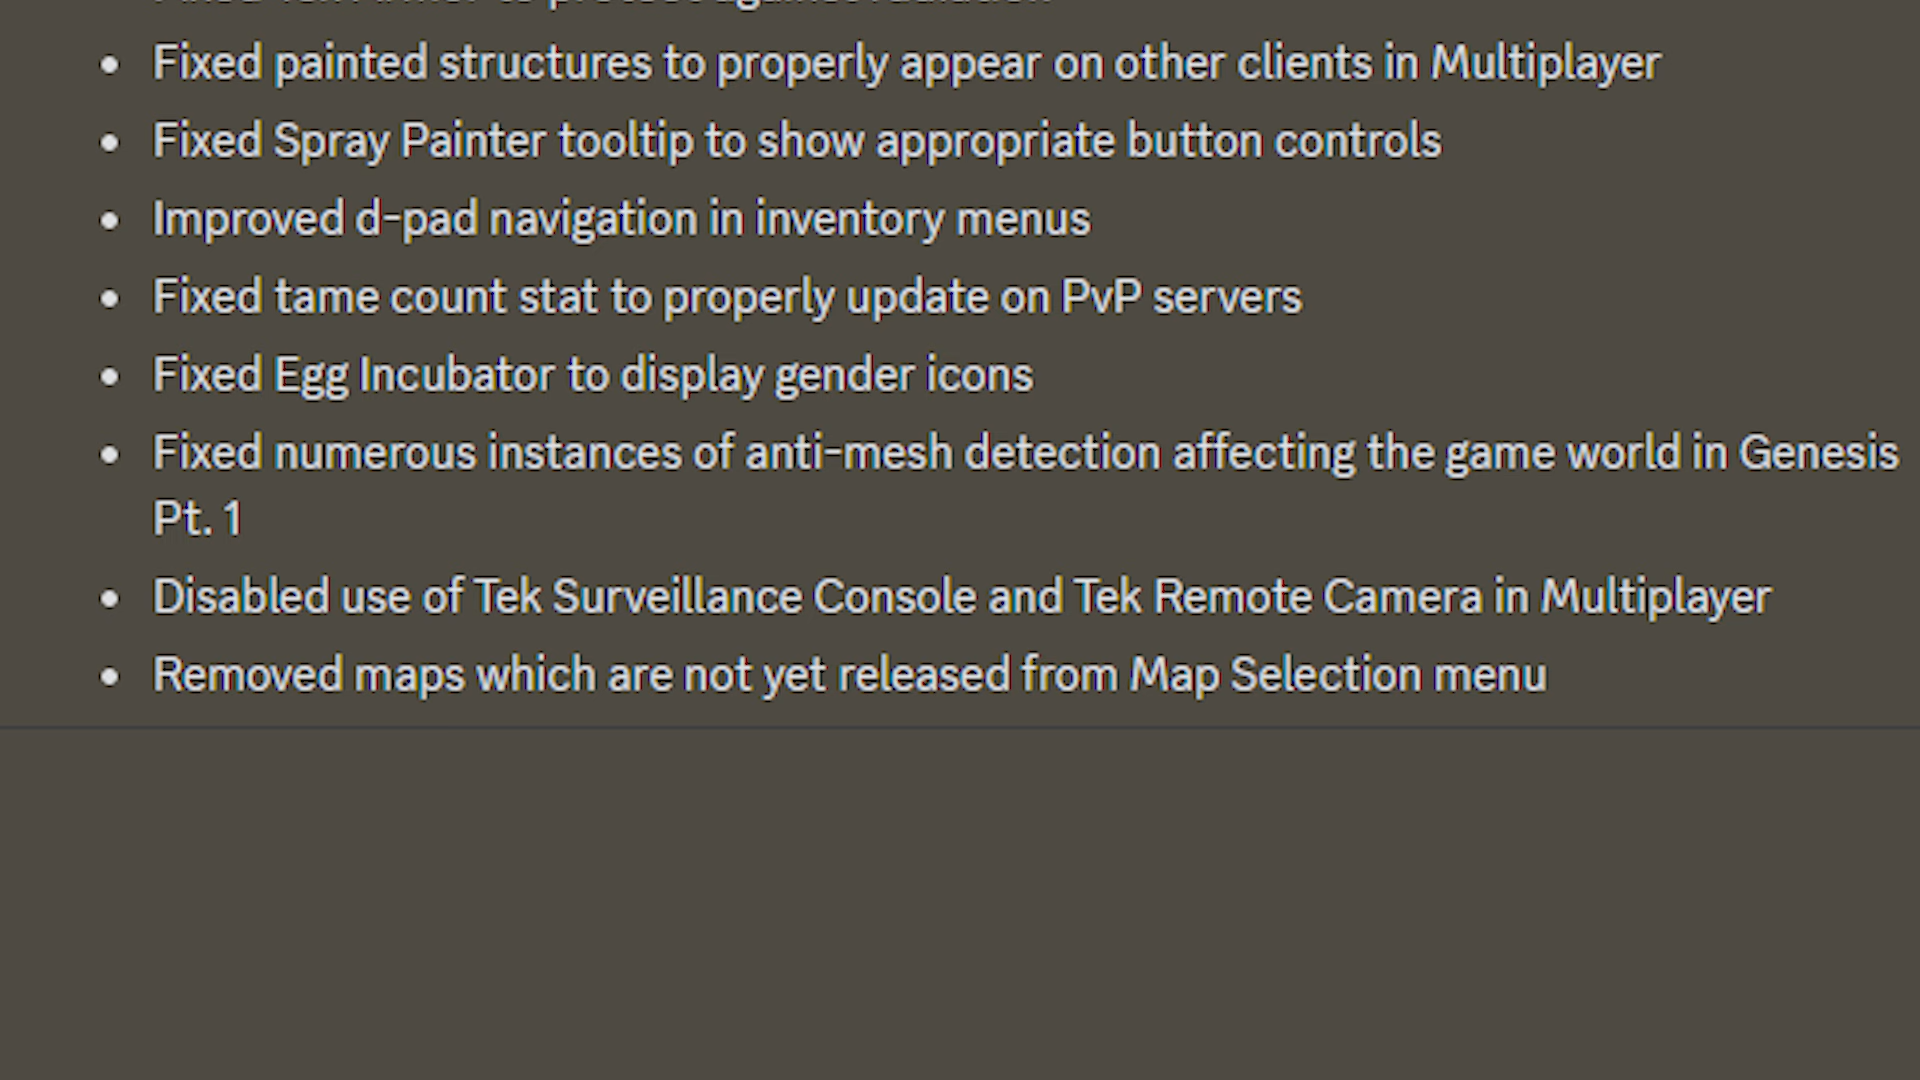 Fixed painted structures to properly appear on other clients in Multiplayer
Fixed Spray Painter tooltip to show appropriate button controls
Improved d-pad navigation in inventory menus
Fixed tame count stat to properly update on PvP servers
Fixed Egg Incubator to display gender icons
Fixed numerous instances of anti-mesh detection affecting the game world in Genesis
Pt. 1
Disabled use of Tek Surveillance Console and Tek Remote Camera in Multiplayer
Removed maps which are not yet released from Map Selection menu